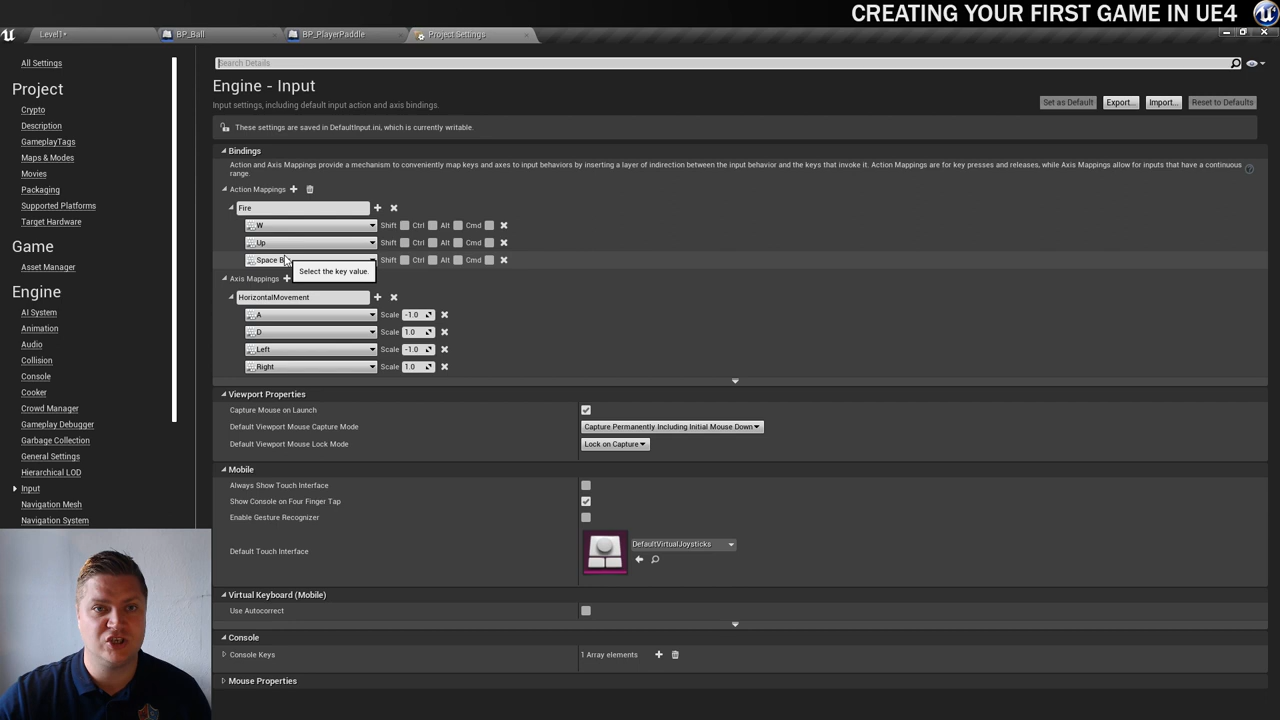 CREATING YOUR FIRST GAME IN UE4
Level1*
BP_Ball
BP_PlayerPaddle
Project Settings
All Settings
Project
Crypto
Description
GameplayTags
Maps & Modes
Movies
Packaging
Supported Platforms
Target Hardware
Game
Asset Manager
Engine
AI System
Animation
Audio
Collision
Console
Cooker
Crowd Manager
Gameplay Debugger
Garbage Collection
General Settings
Hierarchical LOD
Input
Navigation Mesh
Navigation System
Search Details
Engine - Input
Input settings, including default input action and axis bindings.
Set as Default Export... Import... Reset to Defaults
These settings are saved in DefaultInput.ini, which is currently writable.
Bindings
Action and Axis Mappings provide a mechanism to conveniently map keys and axes to input behaviors by inserting a layer of indirection between the input behavior and the keys that invoke it. Action Mappings are for key presses and releases, while Axis Mappings allow for inputs that have a continuous
range.
Action Mappings
Fire
W Shift Ctrl Alt Cmd
Up Shift Ctrl Alt Cmd
Space B Shift Ctrl Alt Cmd
Select the key value.
Axis Mappings
HorizontalMovement
A Scale -1.0
D Scale 1.0
Left Scale -1.0
Right Scale 1.0
Viewport Properties
Capture Mouse on Launch
Default Viewport Mouse Capture Mode Capture Permanently Including Initial Mouse Down
Default Viewport Mouse Lock Mode Lock on Capture
Mobile
Always Show Touch Interface
Show Console on Four Finger Tap
Enable Gesture Recognizer
Default Touch Interface DefaultVirtualJoysticks
Virtual Keyboard (Mobile)
Use Autocorrect
Console
Console Keys 1 Array elements
Mouse Properties